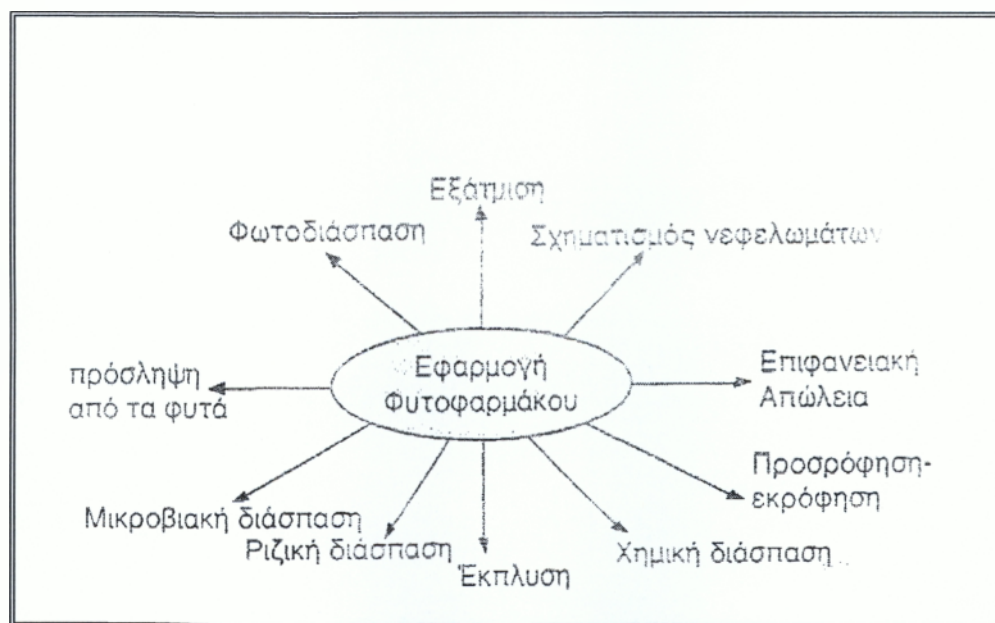 Εξάτμιση
Φωτοδιάσπαση
Σχηματισμός νεφελωμάτων
Εφαρμογή
Φυτοφαρμάκου
πρόσληψη
από τα φυτά
Επιφανειακή
Απώλεια
Προσρόφηση-
εκρόφηση
Μικροβιακή διάσπαση
Ριζική διάσπαση
Έκπλυση
Χημική διάσπαση